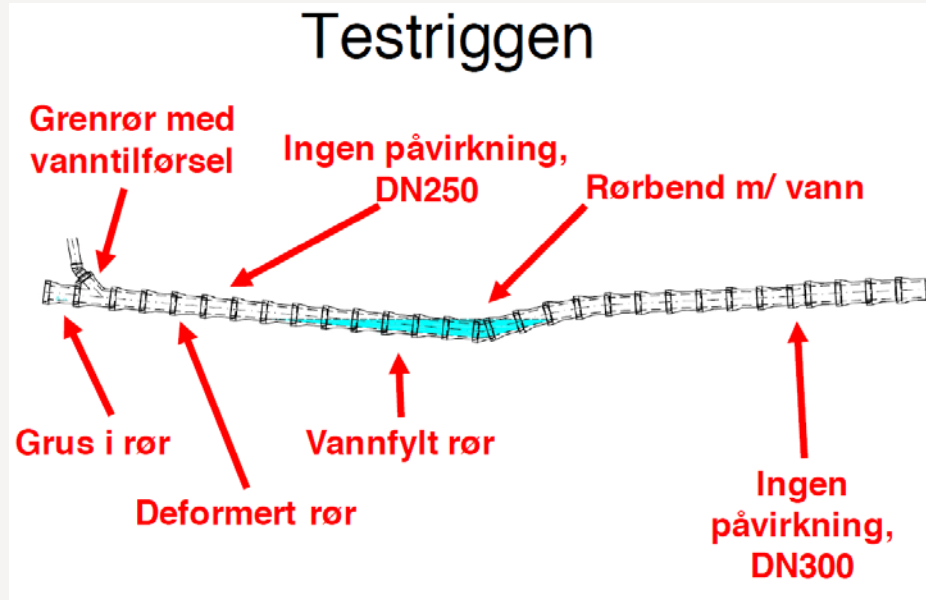 Testriggen
Grenrør med
vanntilførsel
Ingen påvirkning,
DN250
Rørbend m/ vann
Grus i rør
Deformert rør
Vannfylt rør
Ingen
påvirkning,
DN300